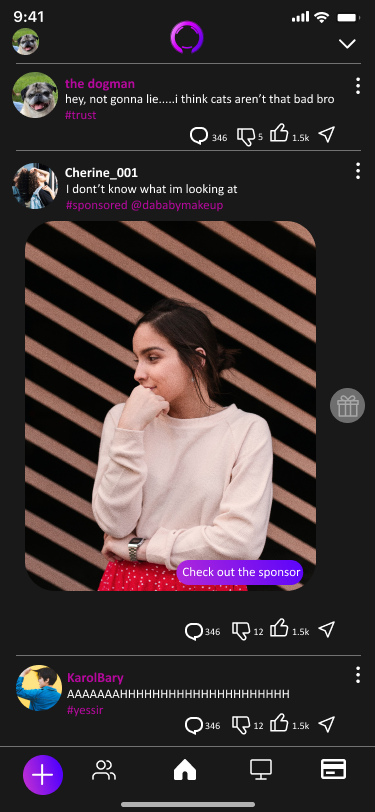 9:41
the dogman
hey, not gonna lie.....i think cats aren't that bad bro
#trust
346 5 1.5k
Cherine_001
I dont't know what im looking at
#sponsored @dababymakeup
Check out the sponsor
346 12 1.5k
KarolBary
AAAAAAAHHHHHHHHHHHHHHHHHHHHH
#yessir
346 12 1.5k